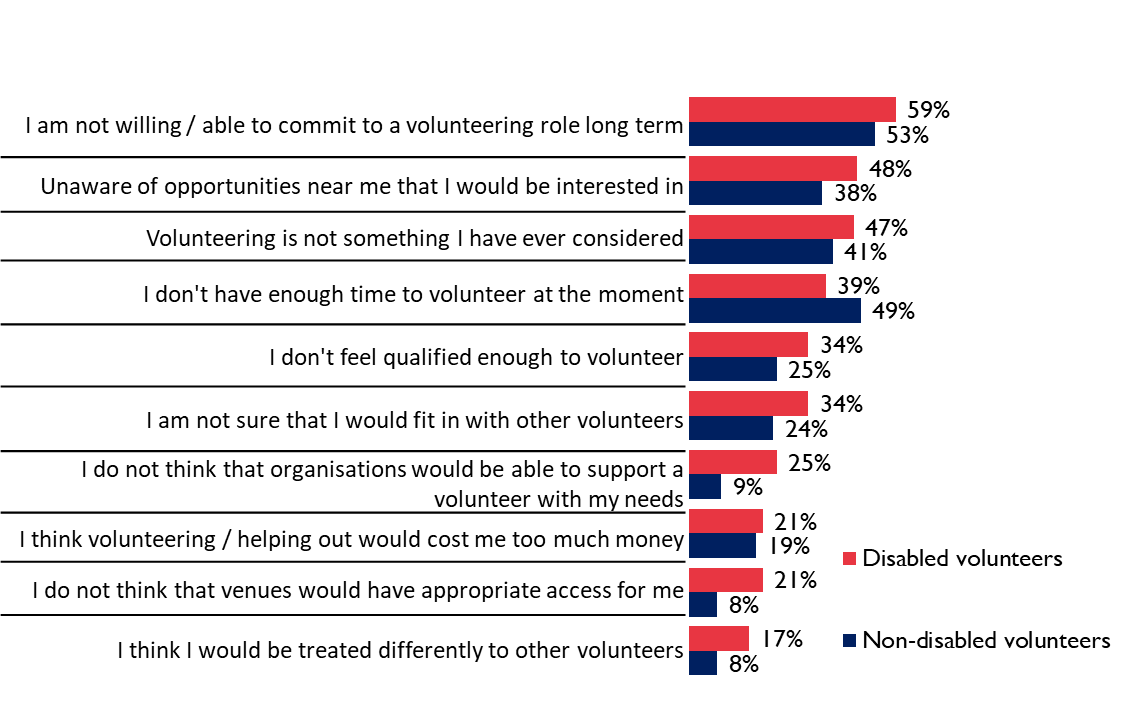 I am not willing / able to commit to a volunteering role long term
59%
53%
Unaware of opportunities near me that I would be interested in
48%
38%
Volunteering is not something I have ever considered
47%
41%
I don't have enough time to volunteer at the moment
39%
49%
I don't feel qualified enough to volunteer
34%
25%
I am not sure that I would fit in with other volunteers
34%
24%
I do not think that organisations would be able to support a
volunteer with my needs
25%
9%
I think volunteering / helping out would cost me too much money
21%
19%
I do not think that venues would have appropriate access for me
21%
8%
I think I would be treated differently to other volunteers
17%
8%
Disabled volunteers
Non-disabled volunteers